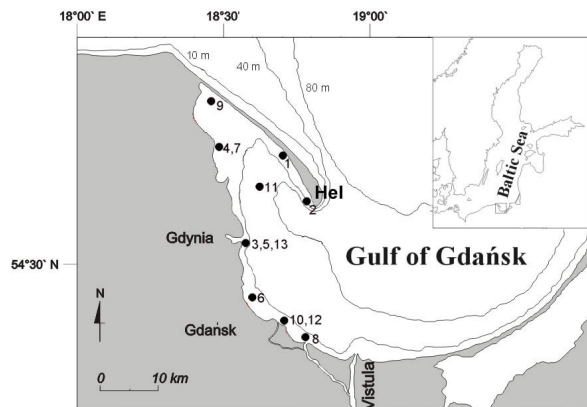 18°00' E 18°30' 19°00'
10 m
40 m
80 m
9
4,7
1
11
Hel
2
Baltic Sea
Gdynia
3,5,13
Gulf of Gdańsk
54°30' N
N
6
Gdańsk
10,12
8
0 10 km
Vistula